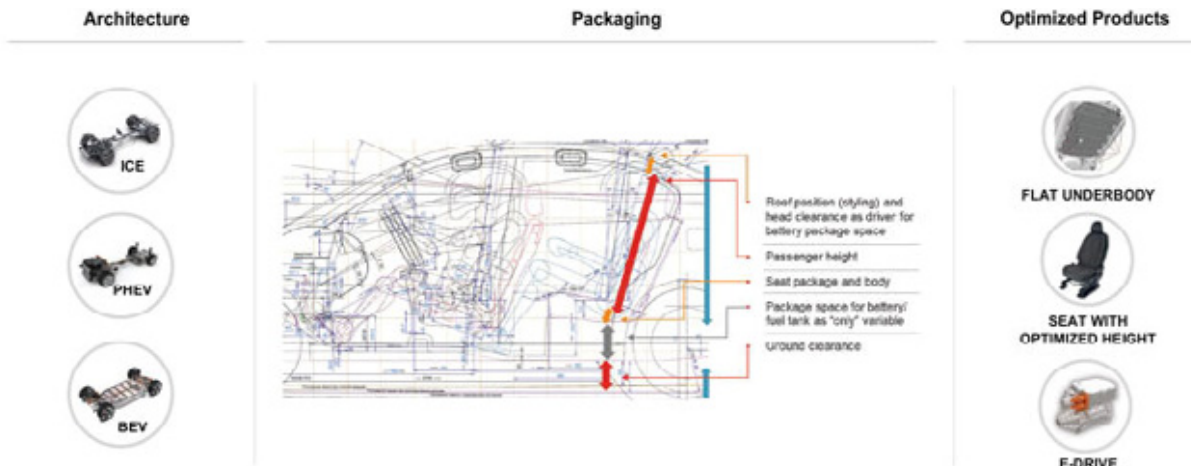 Architecture
Packaging
Optimized Products
ICE
PHEV
BEV
Roof position (styling) and
head clearance as driver for
battery package space
Passenger height
Seat package and body
Package space for battery/
fuel tank as "only" variable
Ground clearance
FLAT UNDERBODY
SEAT WITH
OPTIMIZED HEIGHT
E-DRIVE